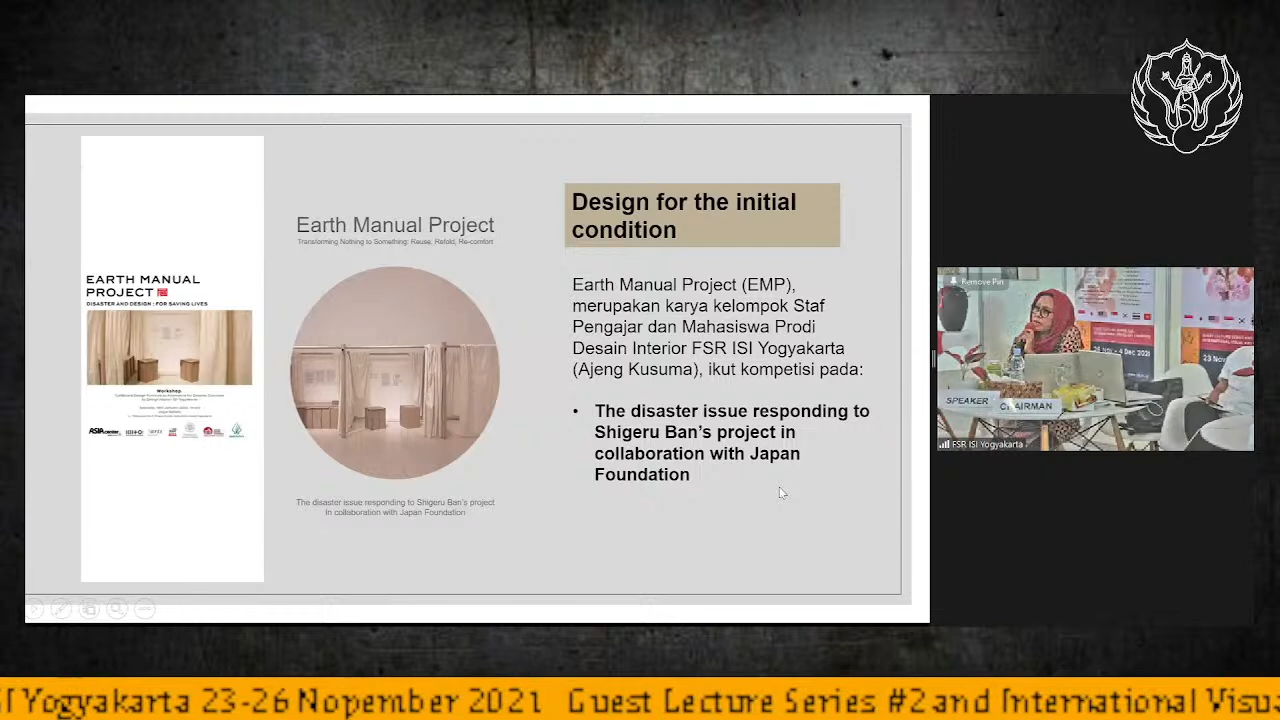 EARTH MANUAL
PROJECT
DISASTER AND DESIGN : FOR SAVING LIVES
Workshop
Earth Manual Project
Transforming Nothing to Something: Reuse, Refold, Re-comfort
The disaster issue responding to Shigeru Ban's project
In collaboration with Japan Foundation
Design for the initial
condition
Earth Manual Project (EMP),
merupakan karya kelompok Staf
Pengajar dan Mahasiswa Prodi
Desain Interior FSR ISI Yogyakarta
(Ajeng Kusuma), ikut kompetisi pada:
• The disaster issue responding to
Shigeru Ban's project in
collaboration with Japan
Foundation
Remove Pin
SPEAKER
CHAIRMAN
FSR ISI Yogyakarta
SI Yogyakarta 23-26 Nopember 2021 Guest Lecture Series #2 and International Visu